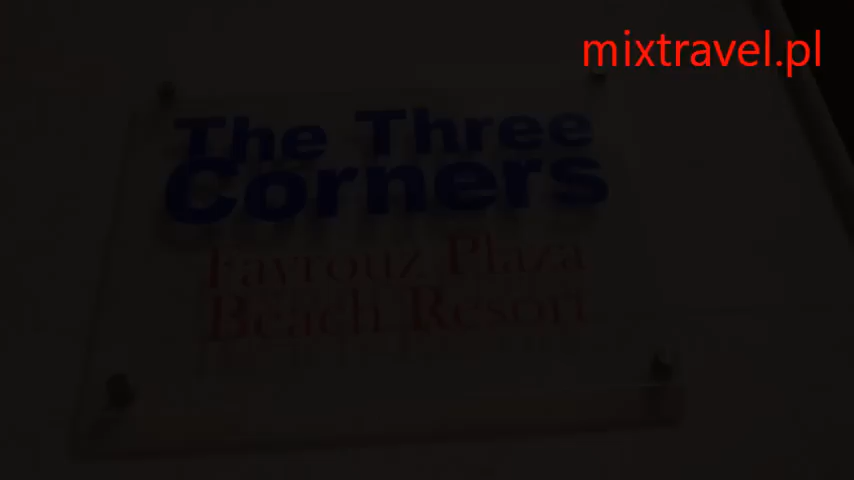 mixtravel.pl
The Three
Corners
Fayrouz Plaza
Beach Resort